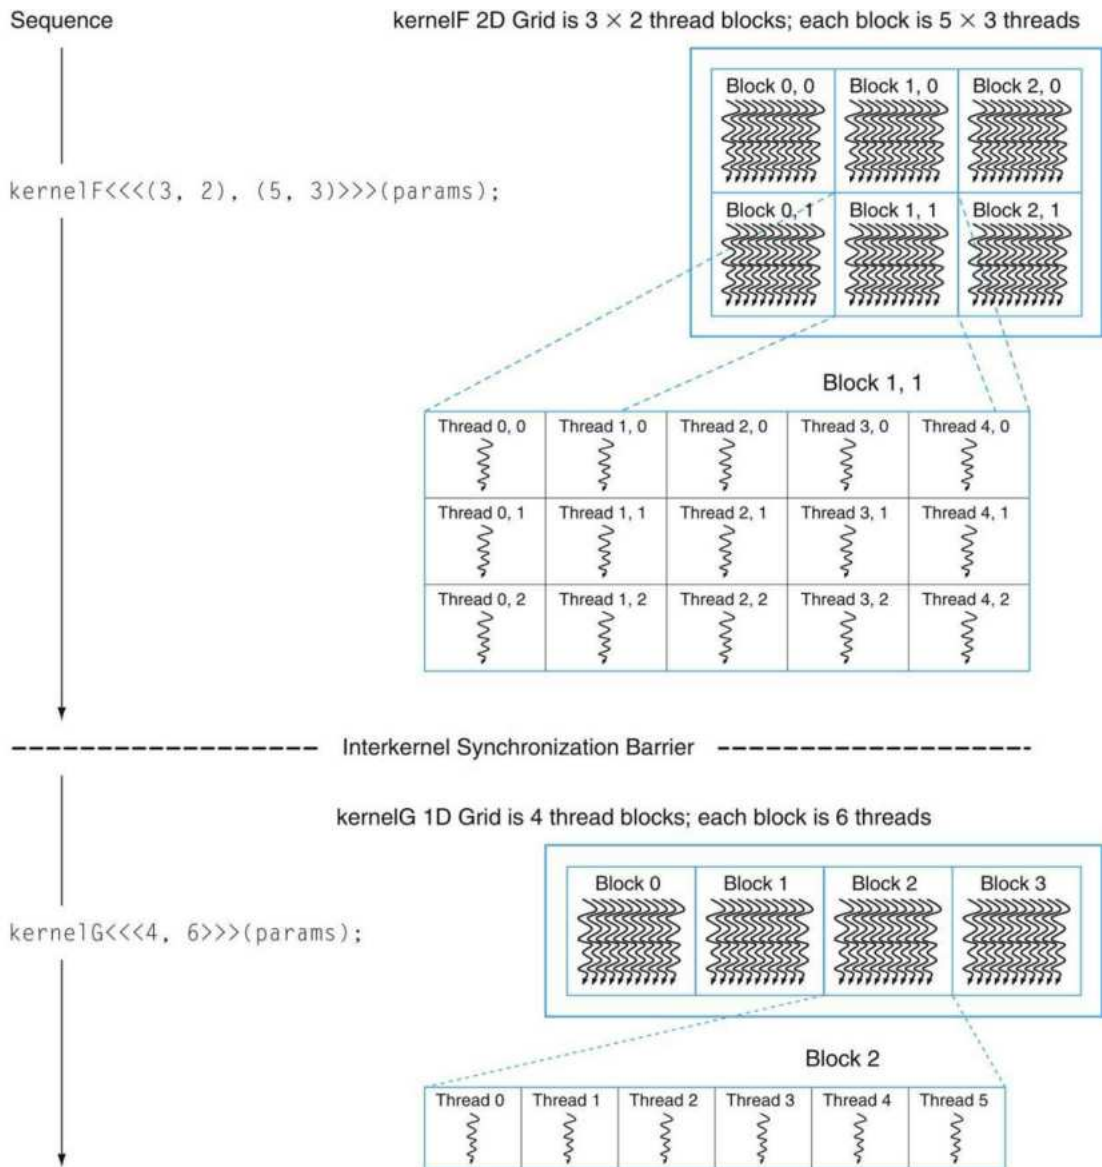 Sequence
kernelF 2D Grid is 3 × 2 thread blocks; each block is 5 × 3 threads
Block 0, 0 Block 1, 0 Block 2, 0
kernelF<<<(3, 2), (5, 3)>>>(params);
Block 0, 1 Block 1, 1 Block 2, 1
Block 1, 1
Thread 0, 0 Thread 1, 0 Thread 2, 0 Thread 3, 0 Thread 4, 0
Thread 0, 1 Thread 1, 1 Thread 2, 1 Thread 3, 1 Thread 4, 1
Thread 0, 2 Thread 1, 2 Thread 2, 2 Thread 3, 2 Thread 4, 2
Interkernel Synchronization Barrier
kernelG 1D Grid is 4 thread blocks; each block is 6 threads
Block 0 Block 1 Block 2 Block 3
kernelG<<<4, 6>>>(params);
Block 2
Thread 0 Thread 1 Thread 2 Thread 3 Thread 4 Thread 5